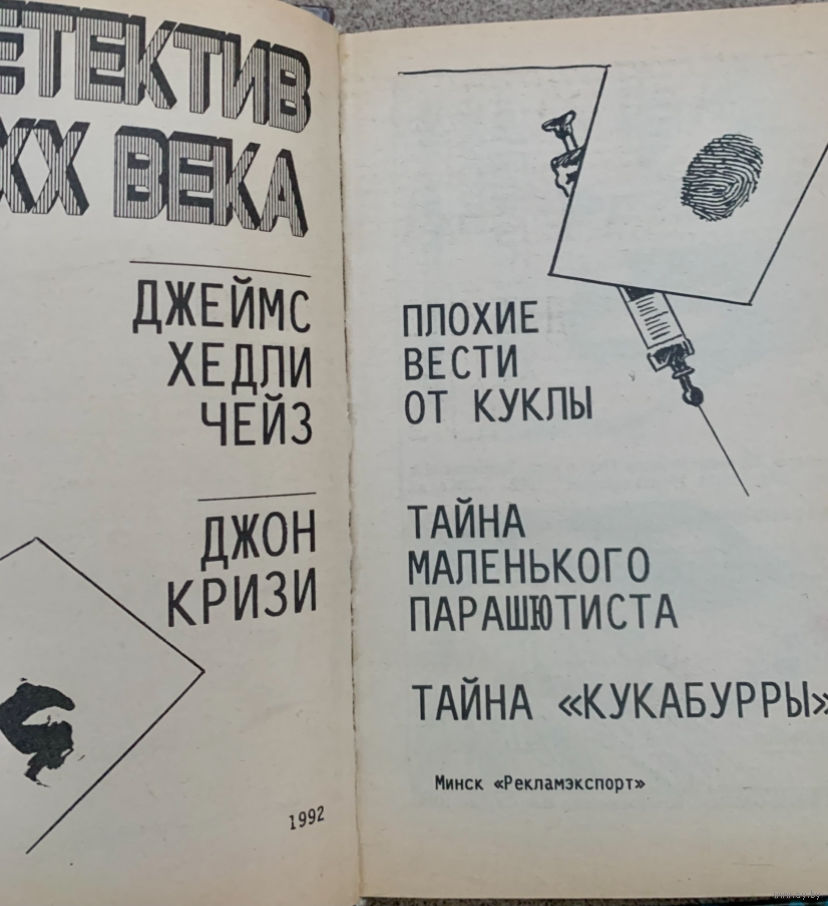 ДЕТЕКТИВ
XX ВЕКА
ДЖЕЙМС
ХЕДЛИ
ЧЕЙЗ
ДЖОН
КРИЗИ
1992
ПЛОХИЕ
ВЕСТИ
ОТ КУКЛЫ
ТАЙНА
МАЛЕНЬКОГО
ПАРАШЮТИСТА
ТАЙНА «КУКАБУРРЫ»
Минск «Рекламэкспорт»